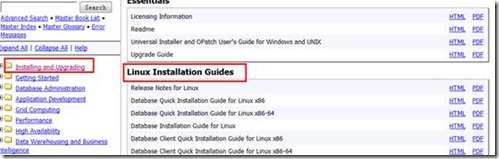 Search
Advanced Search • Master Book List •
Master Index • Master Glossary • Error
Messages
Expand All | Collapse All | Help
Installing and Upgrading
Getting Started
Database Administration
Application Development
Grid Computing
Performance
High Availability
Data Warehousing and Business
Intelligence
Essentials
Licensing Information HTML PDF
Readme HTML PDF
Universal Installer and OPatch User's Guide for Windows and UNIX HTML PDF
Upgrade Guide HTML PDF
Linux Installation Guides
Release Notes for Linux HTML PDF
Database Quick Installation Guide for Linux x86 HTML PDF
Database Quick Installation Guide for Linux x86-64 HTML PDF
Database Installation Guide for Linux HTML PDF
Database Client Quick Installation Guide for Linux x86 HTML PDF
Database Client Quick Installation Guide for Linux x86-64 HTML PDF